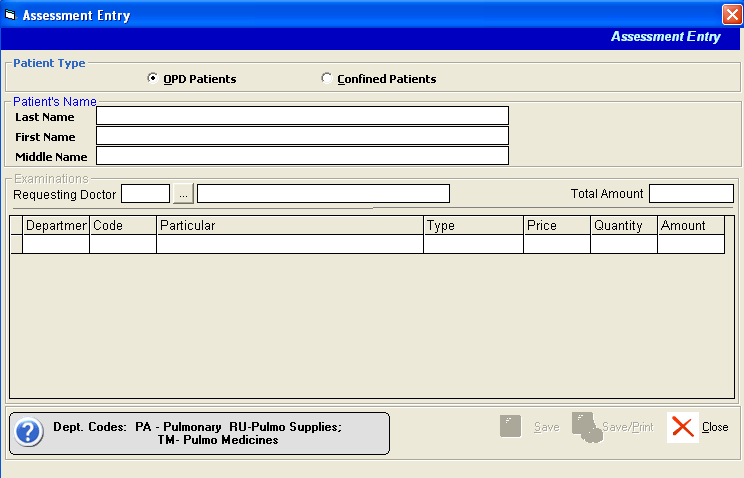 Assessment Entry
Assessment Entry
Patient Type
OPD Patients Confined Patients
Patient's Name
Last Name
First Name
Middle Name
Examinations
Requesting Doctor ... Total Amount
Departmer Code Particular Type Price Quantity Amount
Dept. Codes: PA - Pulmonary RU-Pulmo Supplies;
TM- Pulmo Medicines
Save Save/Print Close